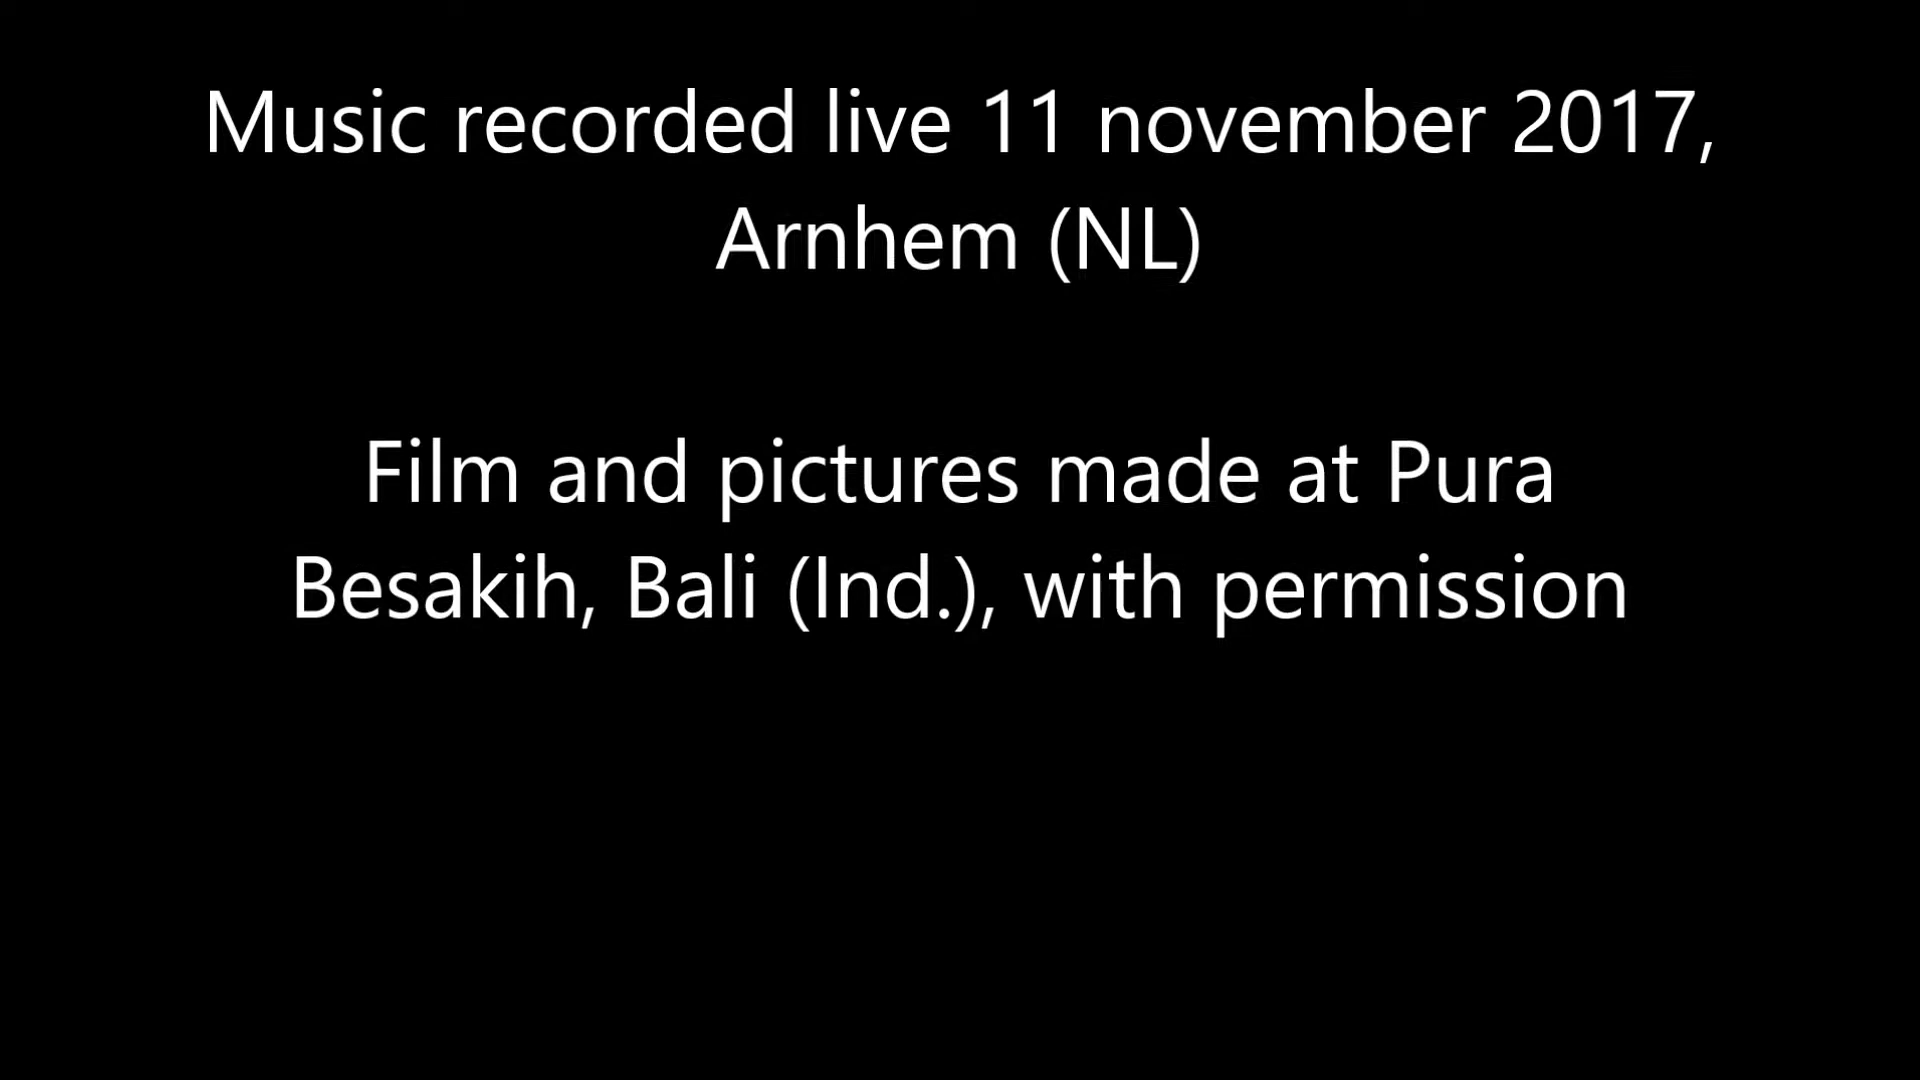 Music recorded live 11 november 2017,
Arnhem (NL)
Film and pictures made at Pura
Besakih, Bali (Ind.), with permission